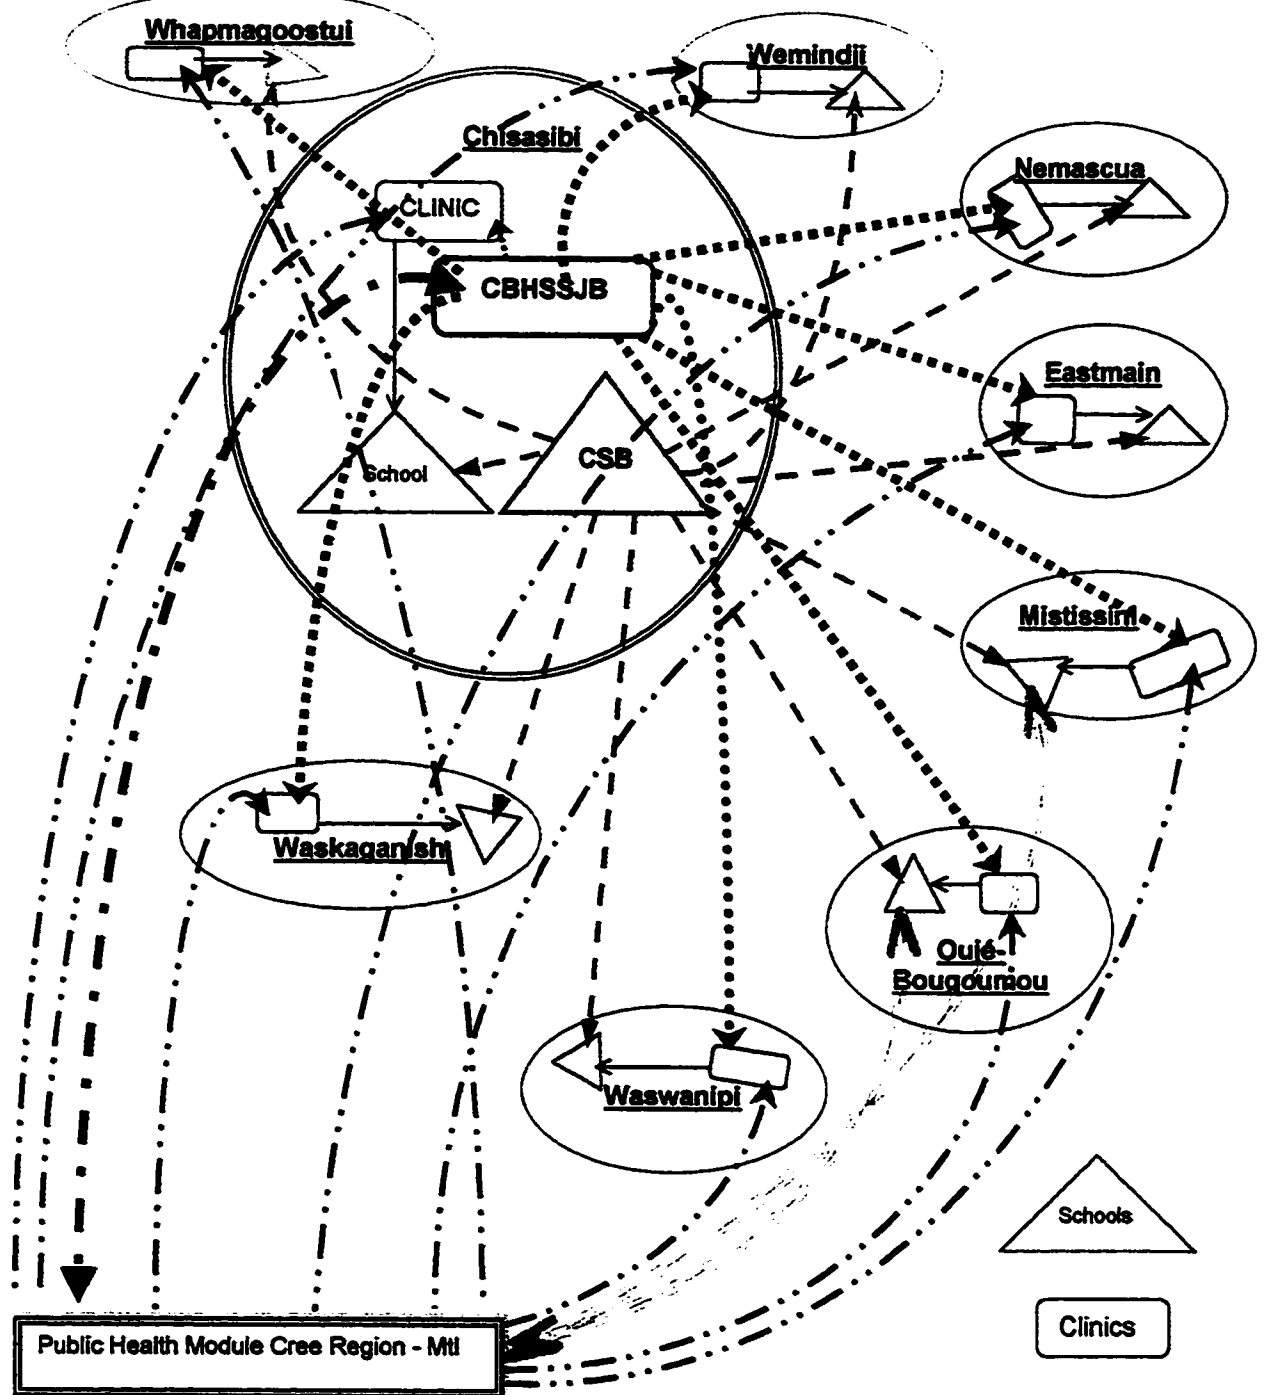 Whapmagoostui
Wemindji
Chisasibi
Nemascua
CLINIC
CBHSSJB
Eastmain
CSB
School
Mistissini
Waskaganish
Oujé-
Bougoumou
Waswanipi
Schools
Clinics
Public Health Module Cree Region - Mtl